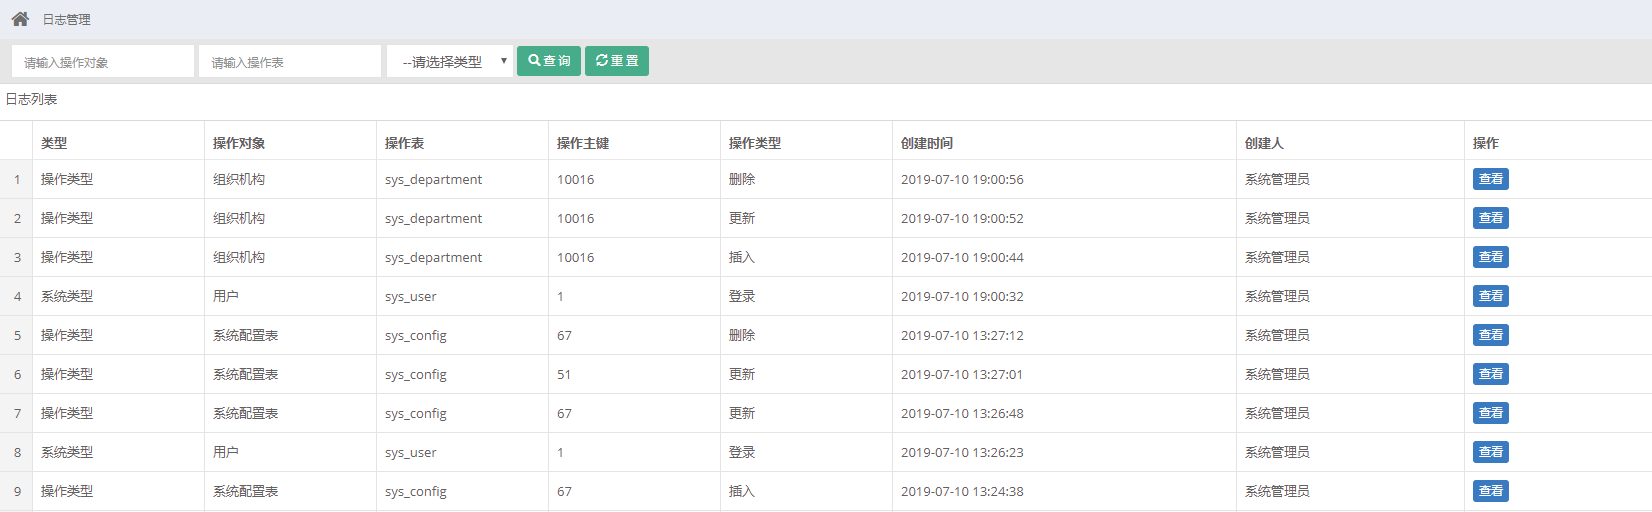 日志管理
请输入操作对象 请输入操作表 --请选择类型 查询 重置
日志列表
类型 操作对象 操作表 操作主键 操作类型 创建时间 创建人 操作
1 操作类型 组织机构 sys_department 10016 删除 2019-07-10 19:00:56 系统管理员 查看
2 操作类型 组织机构 sys_department 10016 更新 2019-07-10 19:00:52 系统管理员 查看
3 操作类型 组织机构 sys_department 10016 插入 2019-07-10 19:00:44 系统管理员 查看
4 系统类型 用户 sys_user 1 登录 2019-07-10 19:00:32 系统管理员 查看
5 操作类型 系统配置表 sys_config 67 删除 2019-07-10 13:27:12 系统管理员 查看
6 操作类型 系统配置表 sys_config 51 更新 2019-07-10 13:27:01 系统管理员 查看
7 操作类型 系统配置表 sys_config 67 更新 2019-07-10 13:26:48 系统管理员 查看
8 系统类型 用户 sys_user 1 登录 2019-07-10 13:26:23 系统管理员 查看
9 操作类型 系统配置表 sys_config 67 插入 2019-07-10 13:24:38 系统管理员 查看